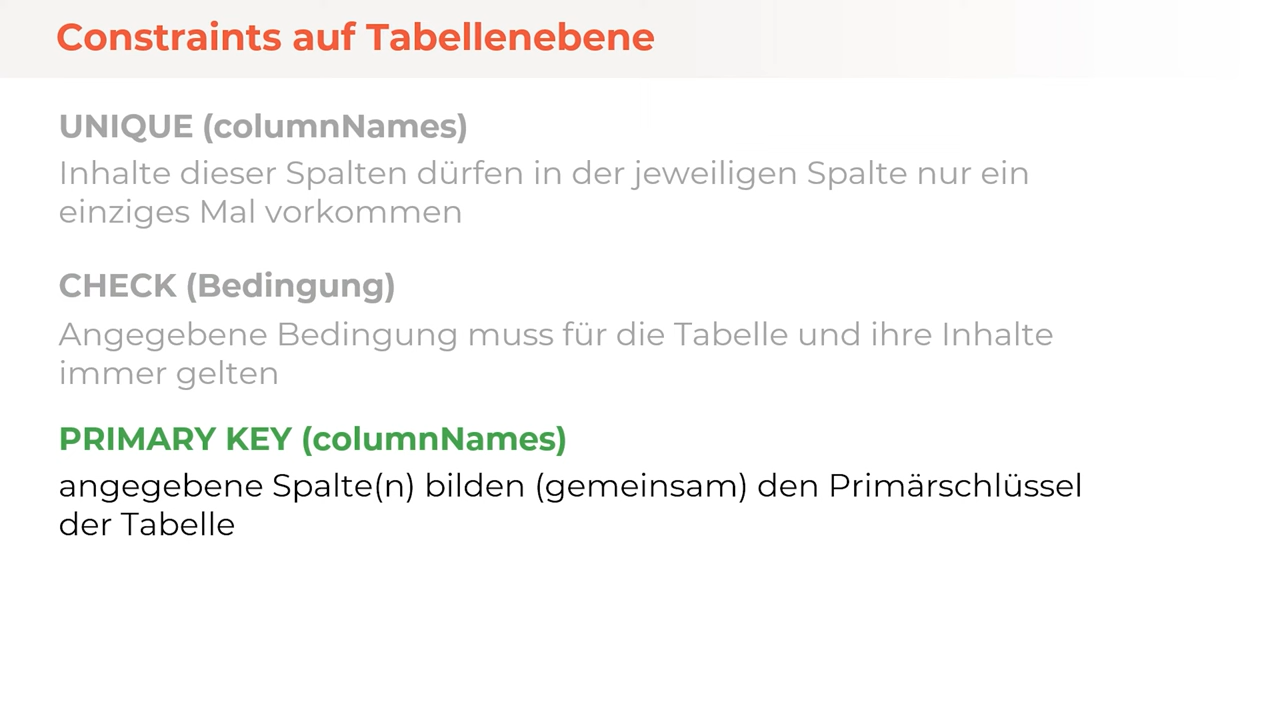 Constraints auf Tabellenebene
UNIQUE (columnNames)
Inhalte dieser Spalten dürfen in der jeweiligen Spalte nur ein
einziges Mal vorkommen
CHECK (Bedingung)
Angegebene Bedingung muss für die Tabelle und ihre Inhalte
immer gelten
PRIMARY KEY (columnNames)
angegebene Spalte(n) bilden (gemeinsam) den Primärschlüssel
der Tabelle